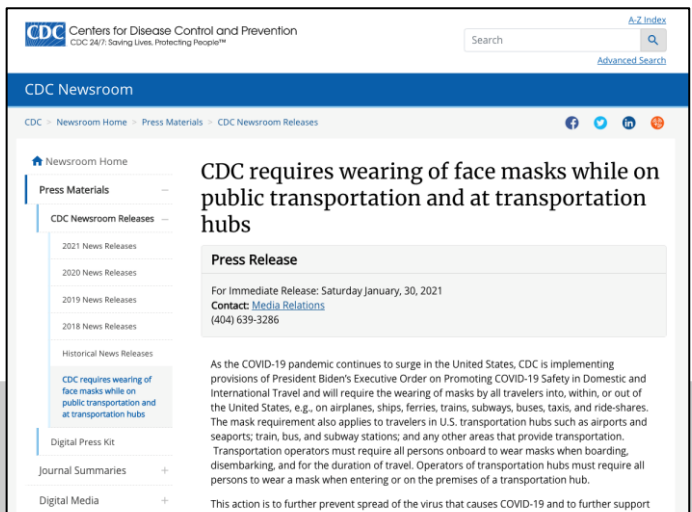 A-Z Index
CDC Centers for Disease Control and Prevention
CDC 24/7: Saving Lives, Protecting People™
Search
Advanced Search
CDC Newsroom
CDC > Newsroom Home > Press Materials > CDC Newsroom Releases
Newsroom Home
Press Materials
CDC Newsroom Releases
2021 News Releases
2020 News Releases
2019 News Releases
2018 News Releases
Historical News Releases
CDC requires wearing of
face masks while on
public transportation and
at transportation hubs
Digital Press Kit
Journal Summaries
Digital Media
CDC requires wearing of face masks while on
public transportation and at transportation
hubs
Press Release
For Immediate Release: Saturday January, 30, 2021
Contact: Media Relations
(404) 639-3286
As the COVID-19 pandemic continues to surge in the United States, CDC is implementing
provisions of President Biden's Executive Order on Promoting COVID-19 Safety in Domestic and
International Travel and will require the wearing of masks by all travelers into, within, or out of
the United States, e.g., on airplanes, ships, ferries, trains, subways, buses, taxis, and ride-shares.
The mask requirement also applies to travelers in U.S. transportation hubs such as airports and
seaports; train, bus, and subway stations; and any other areas that provide transportation.
Transportation operators must require all persons onboard to wear masks when boarding,
disembarking, and for the duration of travel. Operators of transportation hubs must require all
persons to wear a mask when entering or on the premises of a transportation hub.
This action is to further prevent spread of the virus that causes COVID-19 and to further support